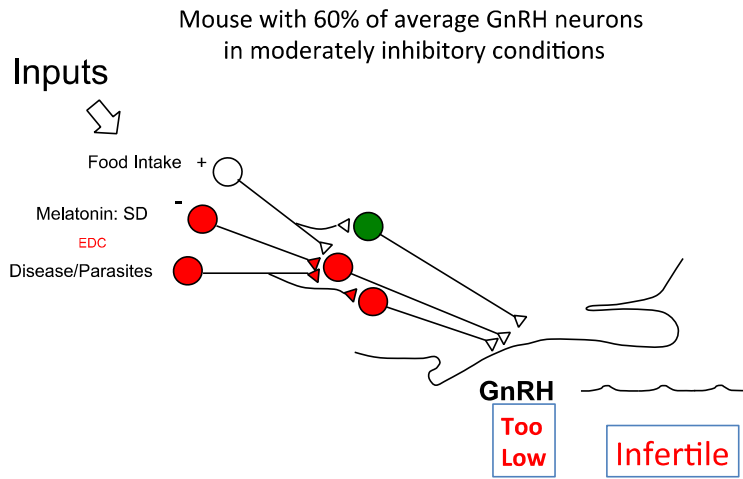 Mouse with 60% of average GnRH neurons
in moderately inhibitory conditions
Inputs
Food Intake +
-
Melatonin: SD
EDC
Disease/Parasites
GnRH
Too
Low
Infertile